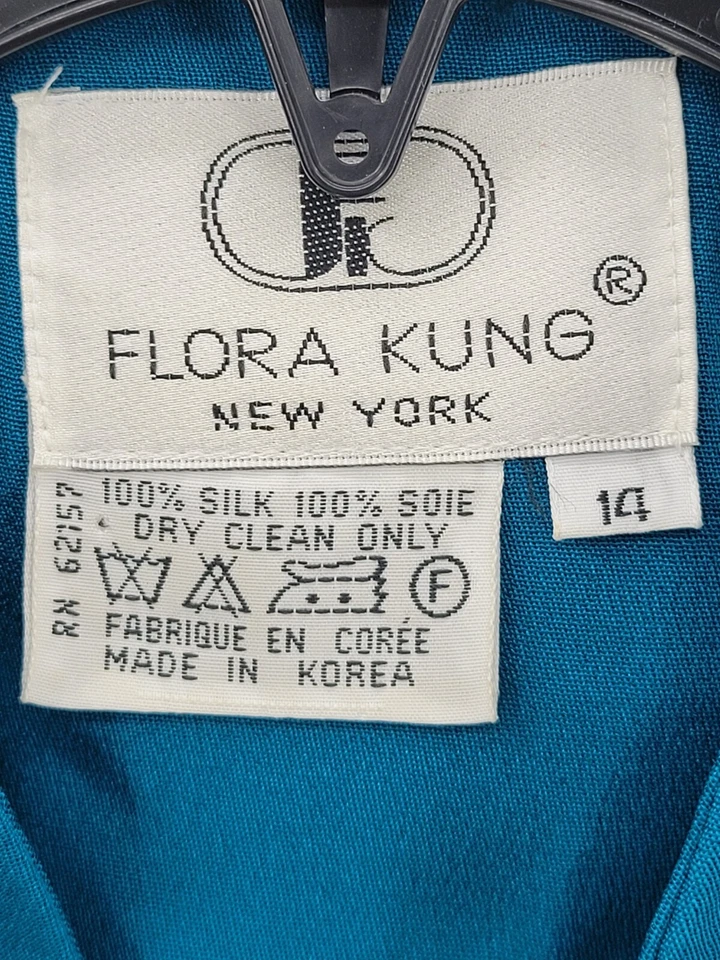 FLORA KUNG ®
NEW YORK
14
RN 62157
100% SILK 100% SOIE
DRY CLEAN ONLY
F
FABRIQUE EN CORÉE
MADE IN KOREA